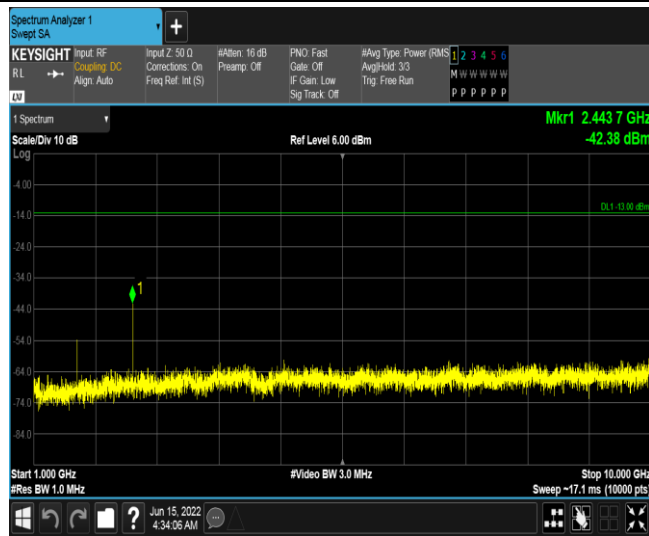 Spectrum Analyzer 1
Swept SA
KEYSIGHT
RL
Input: RF
Coupling: DC
Align: Auto
Input Z: 50 Ω
Corrections: On
Freq Ref: Int (S)
#Atten: 16 dB
Preamp: Off
PNO: Fast
Gate: Off
IF Gain: Low
Sig Track: Off
#Avg Type: Power (RMS
Avg|Hold: 3/3
Trig: Free Run
1 2 3 4 5 6
M W W W W W
P P P P P P
1 Spectrum
Mkr1 2.443 7 GHz
Scale/Div 10 dB
Ref Level 6.00 dBm
-42.38 dBm
Log
-4.00
DL1 -13.00 dBm
-14.0
-24.0
-34.0
1
-44.0
-54.0
-64.0
-74.0
-84.0
Start 1.000 GHz
#Video BW 3.0 MHz
Stop 10.000 GHz
#Res BW 1.0 MHz
Sweep ~17.1 ms (10000 pts)
Jun 15, 2022
4:34:06 AM